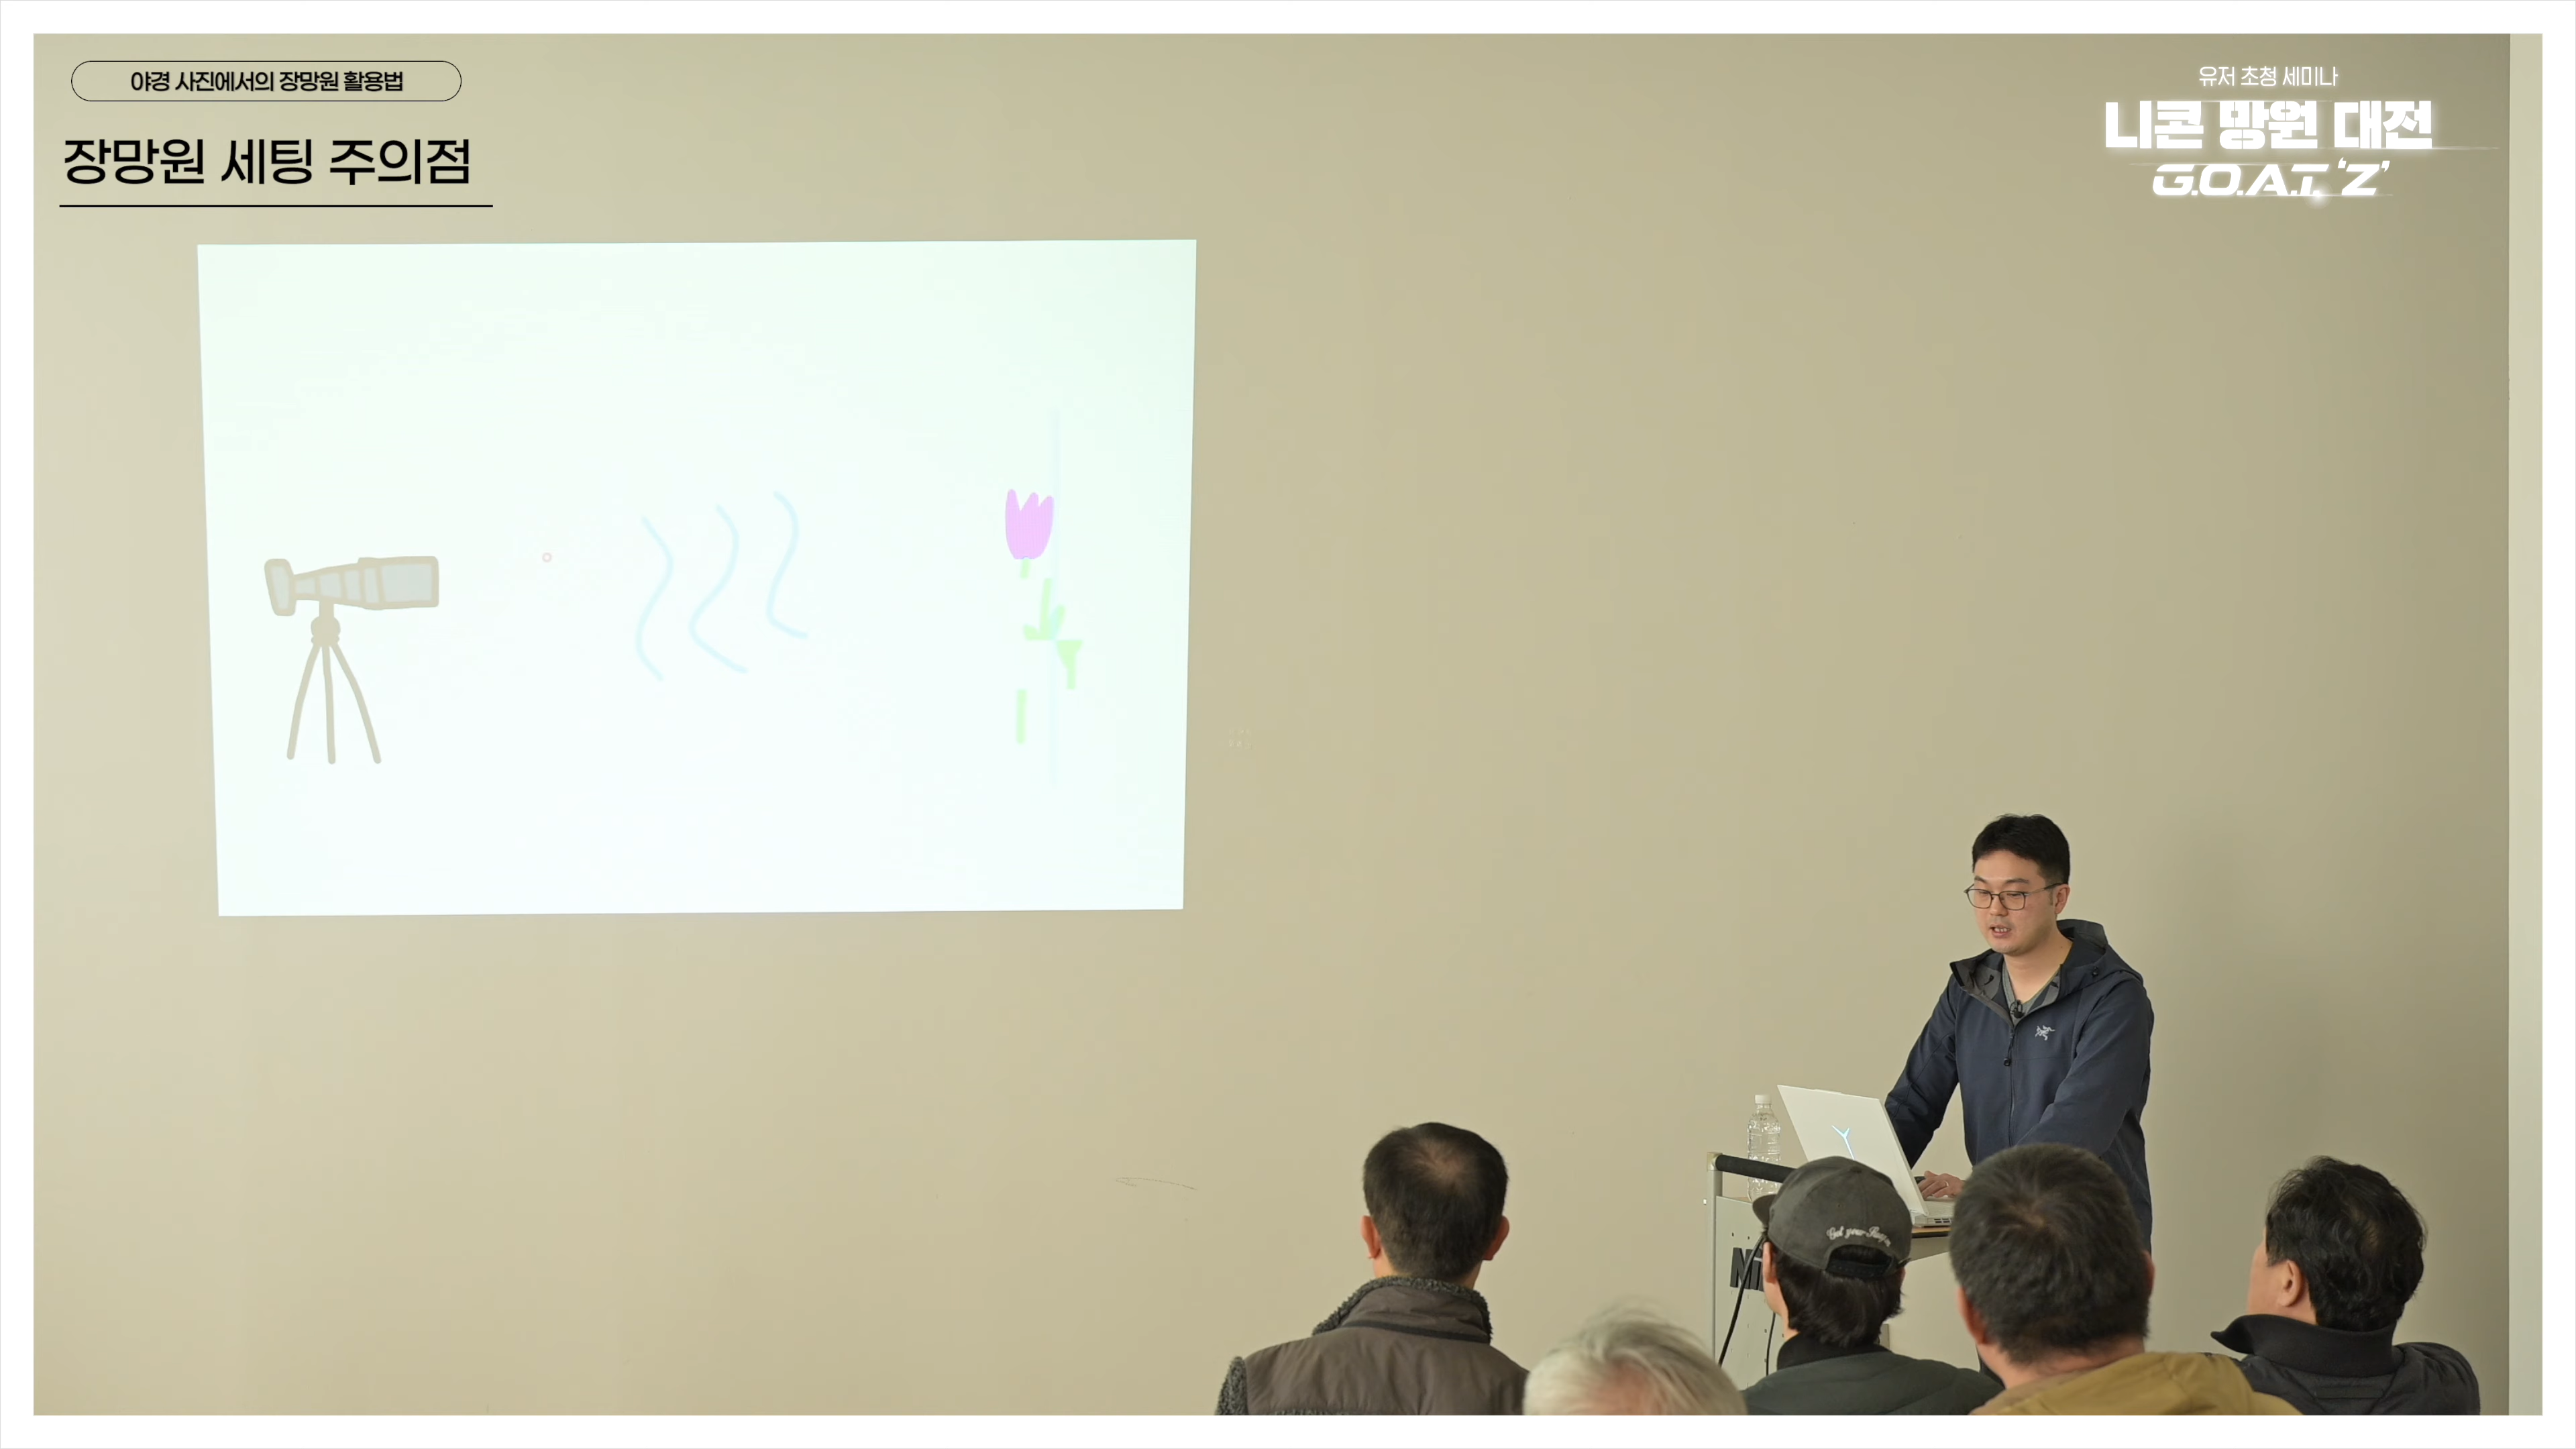 야경 사진에서의 장망원 활용법
장망원 세팅 주의점
유저 초청 세미나
니콘 망원 대전
G.O.A.T. 'Z'